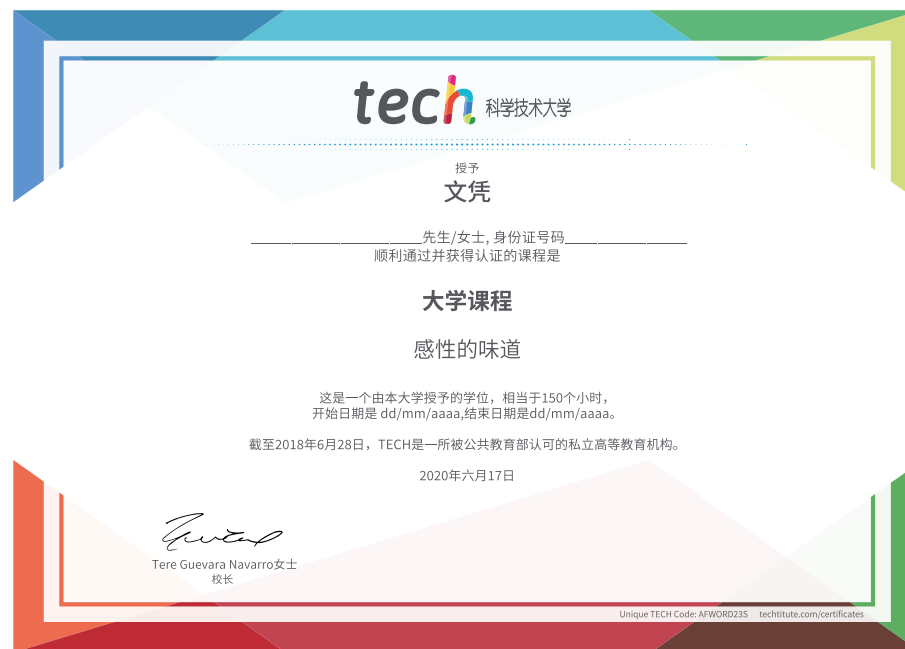 tech 科学技术大学
授予
文凭
先生/女士, 身份证号码
顺利通过并获得认证的课程是
大学课程
感性的味道
这是一个由本大学授予的学位，相当于150个小时，
开始日期是 dd/mm/aaaa,结束日期是dd/mm/aaaa。
截至2018年6月28日，TECH是一所被公共教育部认可的私立高等教育机构。
2020年六月17日
Tere Guevara Navarro女士
校长
Unique TECH Code: AFWORD23S techtitute.com/certificates